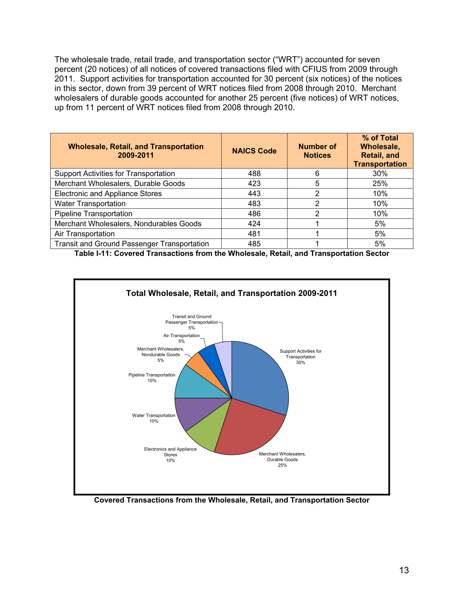 The wholesale trade, retail trade, and transportation sector (“WRT”) accounted for seven
percent (20 notices) of all notices of covered transactions filed with CFIUS from 2009 through
2011.  Support activities for transportation accounted for 30 percent (six notices) of the notices
in this sector, down from 39 percent of WRT notices filed from 2008 through 2010.  Merchant
wholesalers of durable goods accounted for another 25 percent (five notices) of WRT notices,
up from 11 percent of WRT notices filed from 2008 through 2010.
Wholesale, Retail, and Transportation 2009-2011 NAICS Code Number of Notices % of Total Wholesale, Retail, and Transportation
Support Activities for Transportation 488 6 30%
Merchant Wholesalers, Durable Goods 423 5 25%
Electronic and Appliance Stores 443 2 10%
Water Transportation 483 2 10%
Pipeline Transportation 486 2 10%
Merchant Wholesalers, Nondurables Goods 424 1 5%
Air Transportation 481 1 5%
Transit and Ground Passenger Transportation 485 1 5%
Table I-11: Covered Transactions from the Wholesale, Retail, and Transportation Sector
Total Wholesale, Retail, and Transportation 2009-2011
Transit and Ground
Passenger Transportation
5%
Air Transportation
5%
Merchant Wholesalers,
Nondurable Goods
5%
Support Activities for
Transportation
30%
Pipeline Transportation
10%
Water Transportation
10%
Electronics and Appliance
Stores
10%
Merchant Wholesalers,
Durable Goods
25%
Covered Transactions from the Wholesale, Retail, and Transportation Sector
13